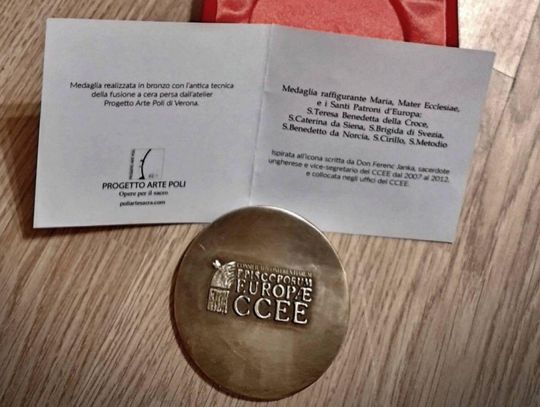 Medaglia realizzata in bronzo con l'antica tecnica
della fusione a cera persa dall'atelier
Progetto Arte Poli di Verona.
PROGETTO ARTE POLI
Opere per il sacro
poliartesacra.com
Medaglia raffigurante Maria, Mater Ecclesiae,
e i Santi Patroni d'Europa:
S.Teresa Benedetta della Croce,
S.Caterina da Siena, S.Brigida di Svezia,
S.Benedetto da Norcia, S.Cirillo, S.Metodio
Ispirata all'icona scritta da Don Ferenc Janka, sacerdote
ungherese e vice-segretario del CCEE dal 2007 al 2012,
e collocata negli uffici del CCEE.
EPISCOPORUM
EUROPÆ
CCEE